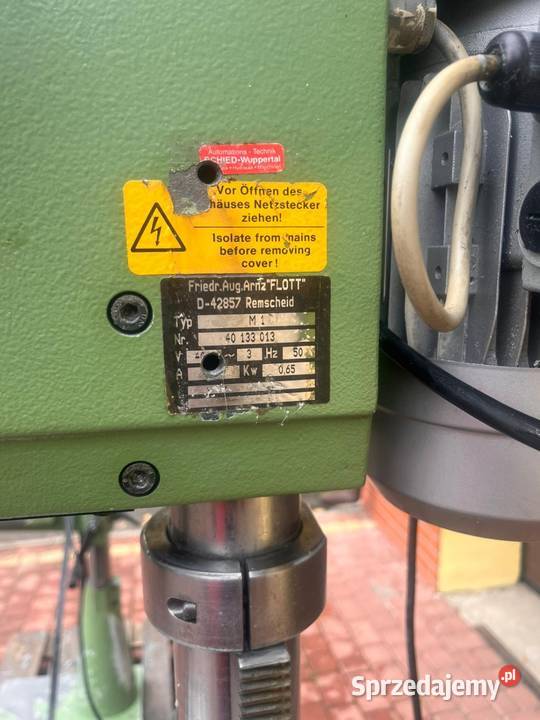 Automations - Technik
SCHIED-Wuppertal
Vor Öffnen des
häuses Netzstecker
ziehen!
Isolate from mains
before removing
cover!
Friedr.Aug.Arnz"FLOTT"
D-42857 Remscheid
Typ M 1
Nr. 40 133 013
V ~ 3 Hz 50
A Kw 0,65
Sprzedajemy.pl